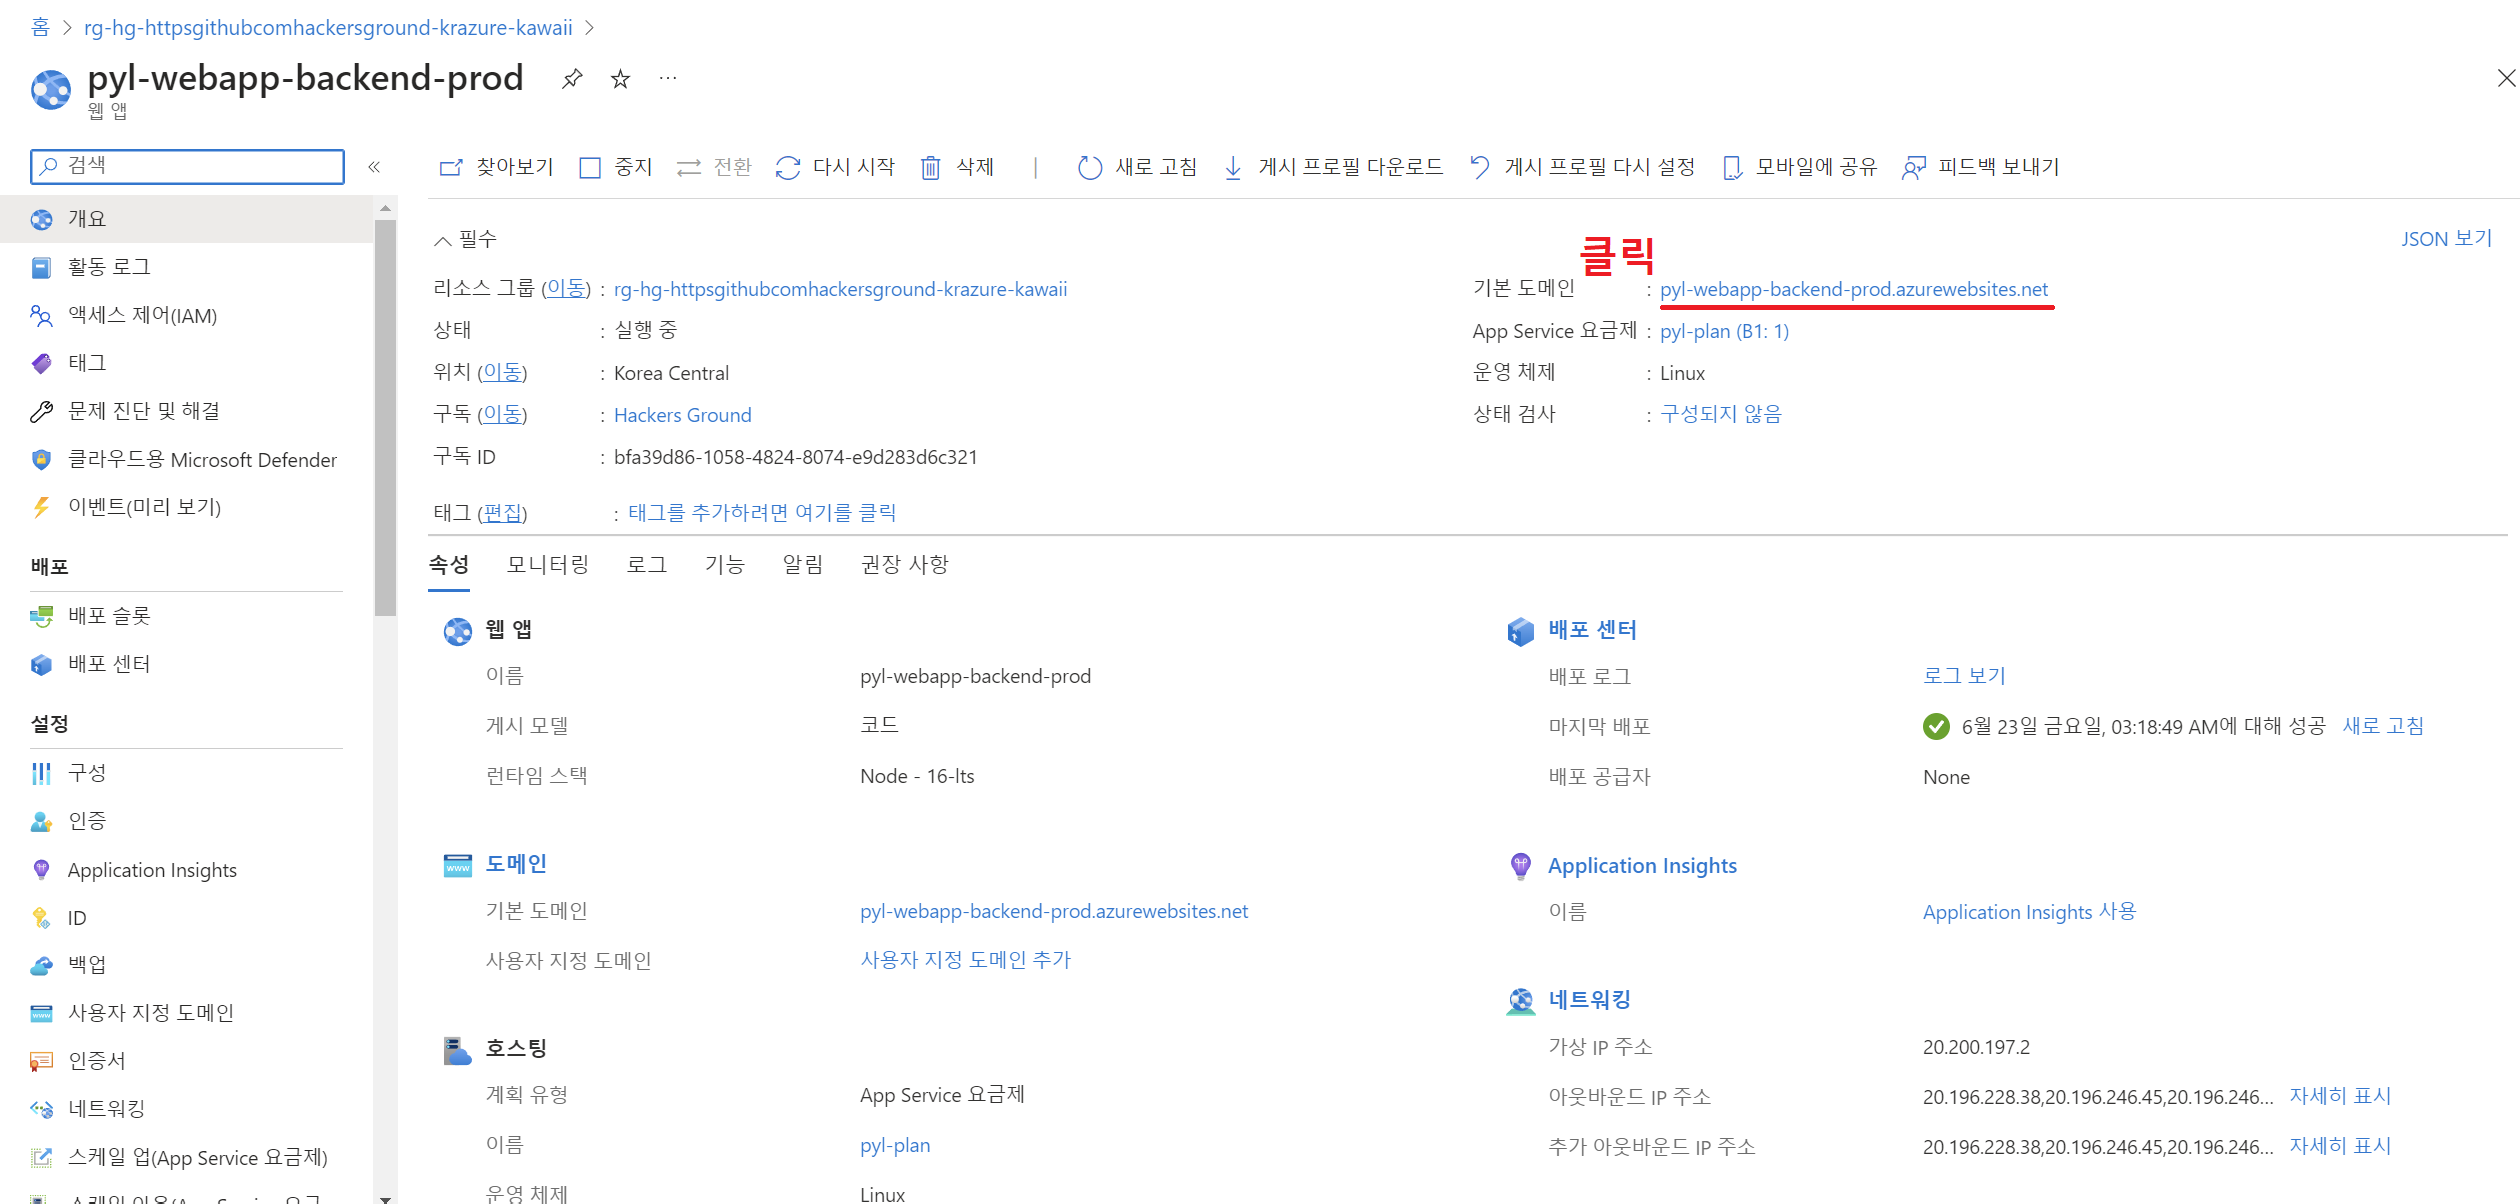 홈 > rg-hg-httpsgithubcomhackersground-krazure-kawaii >
pyl-webapp-backend-prod ...
웹 앱
검색 «
찾아보기 중지 전환 다시 시작 삭제 | 새로 고침 게시 프로필 다운로드 게시 프로필 다시 설정 모바일에 공유 피드백 보내기
개요
활동 로그
액세스 제어(IAM)
태그
문제 진단 및 해결
클라우드용 Microsoft Defender
이벤트(미리 보기)
배포
배포 슬롯
배포 센터
설정
구성
인증
Application Insights
ID
백업
사용자 지정 도메인
인증서
네트워킹
스케일 업(App Service 요금제)
필수
JSON 보기
클릭
리소스 그룹 (이동) : rg-hg-httpsgithubcomhackersground-krazure-kawaii
상태 : 실행 중
위치 (이동) : Korea Central
구독 (이동) : Hackers Ground
구독 ID : bfa39d86-1058-4824-8074-e9d283d6c321
태그 (편집) : 태그를 추가하려면 여기를 클릭
기본 도메인 : pyl-webapp-backend-prod.azurewebsites.net
App Service 요금제 : pyl-plan (B1: 1)
운영 체제 : Linux
상태 검사 : 구성되지 않음
속성 모니터링 로그 기능 알림 권장 사항
웹 앱
이름 pyl-webapp-backend-prod
게시 모델 코드
런타임 스택 Node - 16-lts
도메인
기본 도메인 pyl-webapp-backend-prod.azurewebsites.net
사용자 지정 도메인 사용자 지정 도메인 추가
호스팅
계획 유형 App Service 요금제
이름 pyl-plan
운영 체제 Linux
배포 센터
배포 로그 로그 보기
마지막 배포 6월 23일 금요일, 03:18:49 AM에 대해 성공 새로 고침
배포 공급자 None
Application Insights
이름 Application Insights 사용
네트워킹
가상 IP 주소 20.200.197.2
아웃바운드 IP 주소 20.196.228.38,20.196.246.45,20.196.246... 자세히 표시
추가 아웃바운드 IP 주소 20.196.228.38,20.196.246.45,20.196.246... 자세히 표시